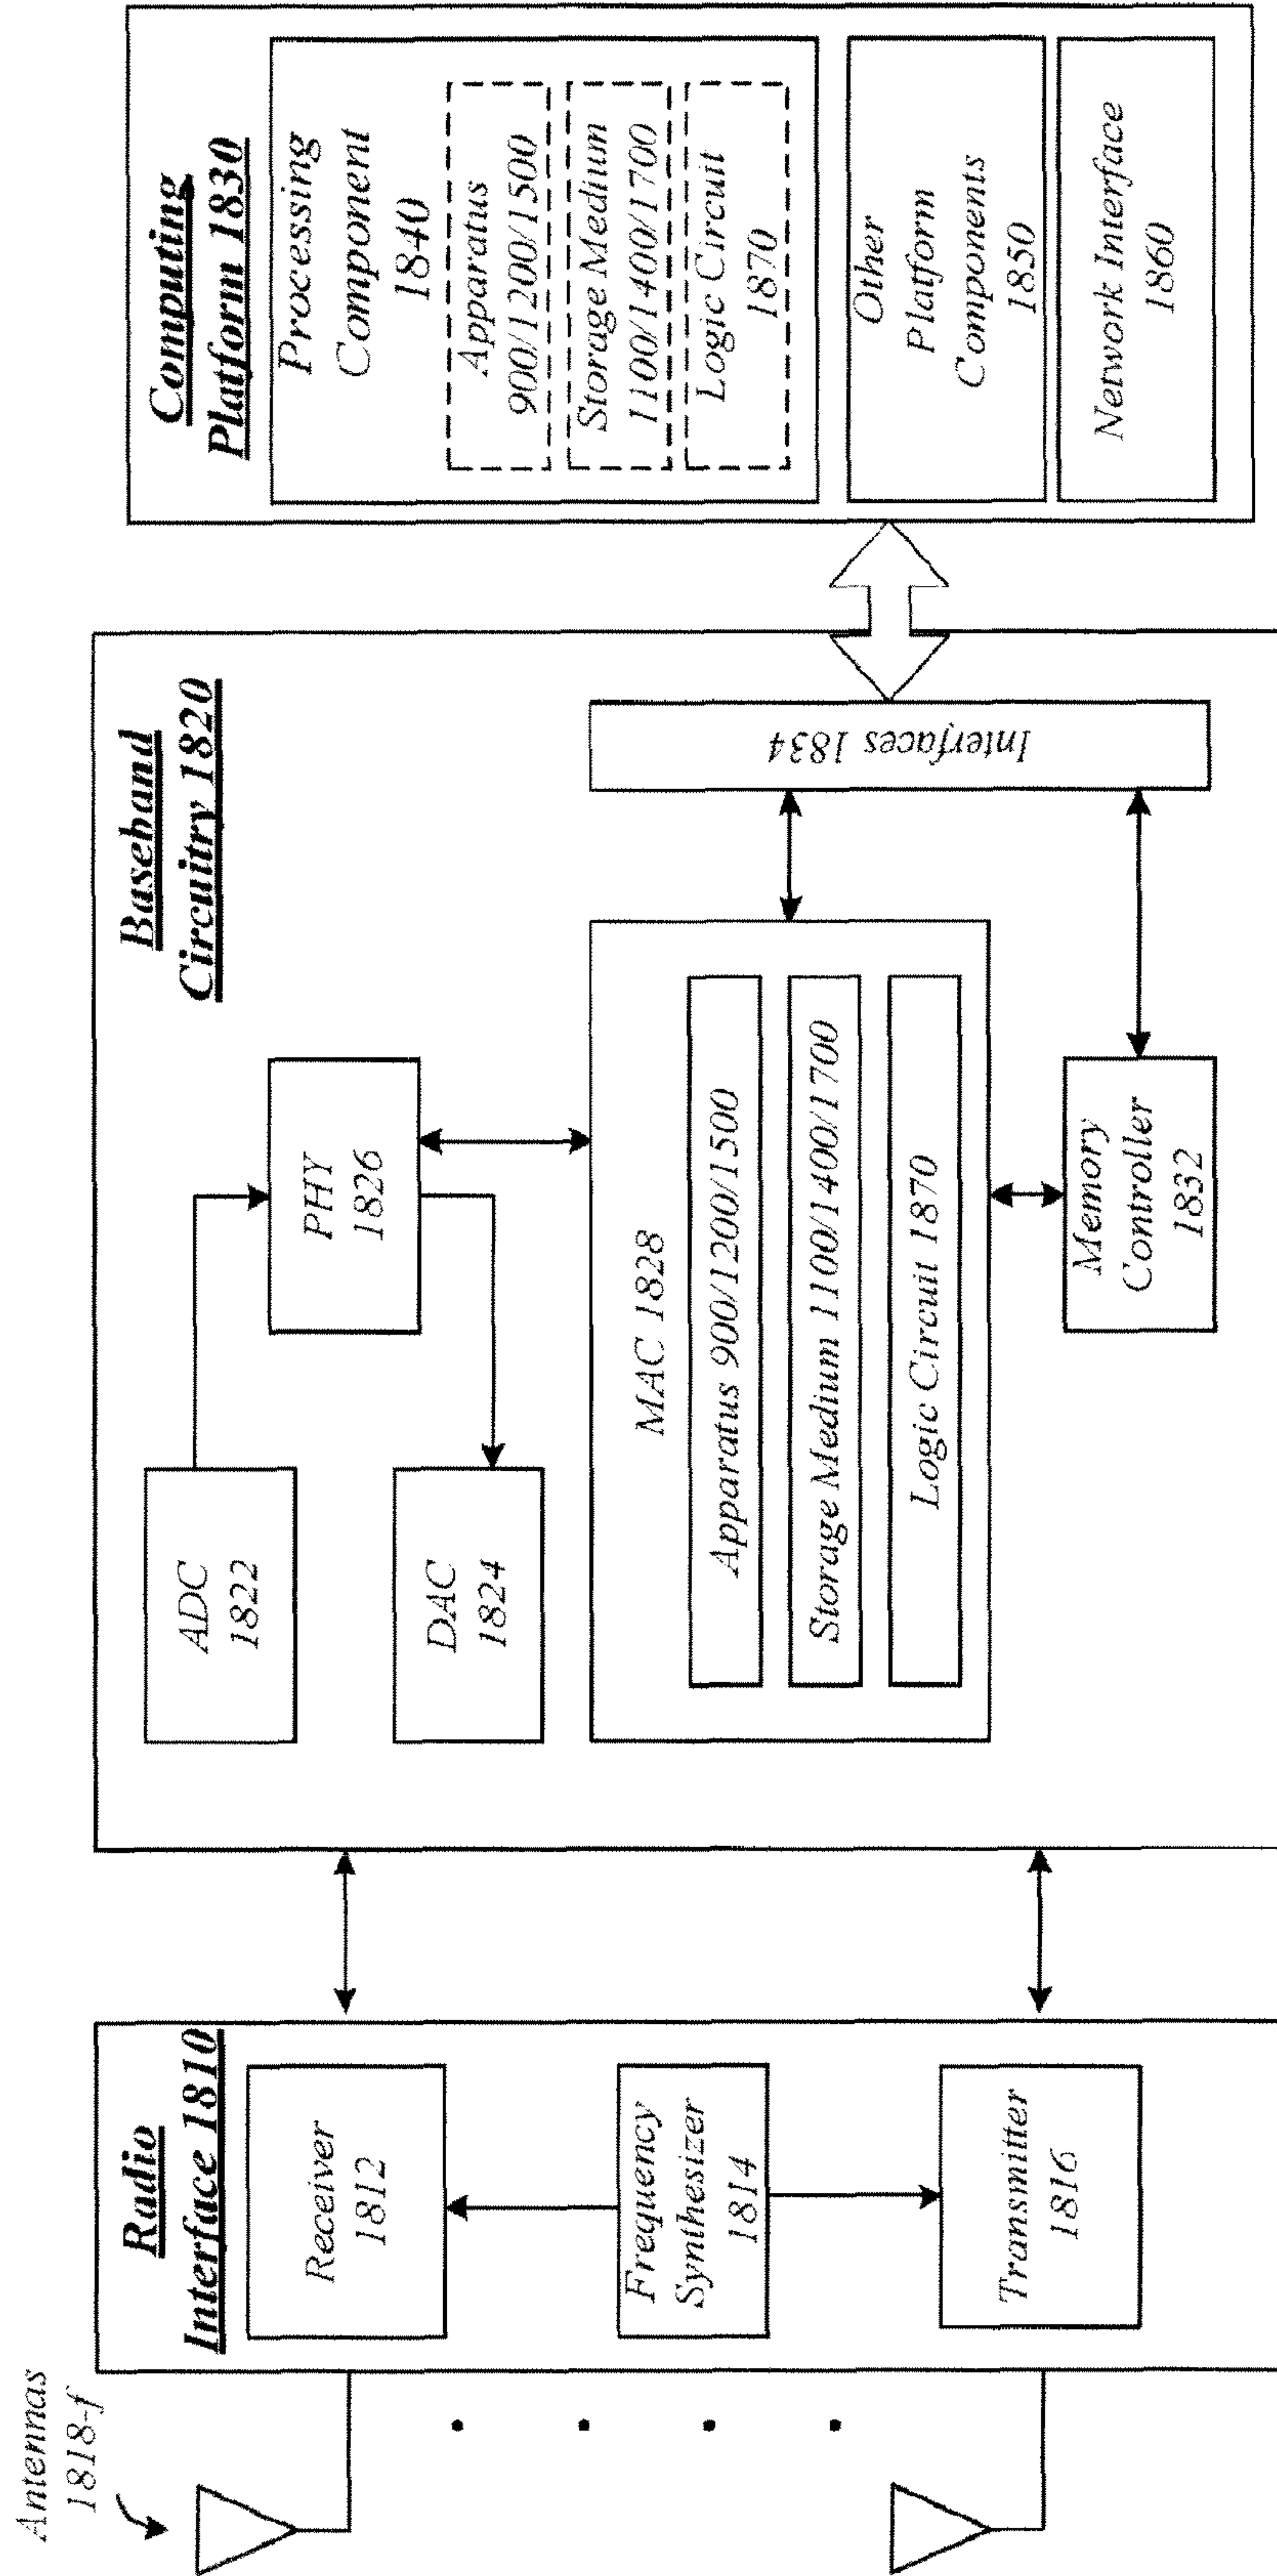 Antennas
1818-f
Radio
Interface 1810
Receiver
1812
Frequency
Synthesizer
1814
Transmitter
1816
Baseband
Circuitry 1820
ADC
1822
DAC
1824
PHY
1826
MAC 1828
Apparatus 900/1200/1500
Storage Medium 1100/1400/1700
Logic Circuit 1870
Memory
Controller
1832
Interfaces 1834
Computing
Platform 1830
Processing
Component
1840
Apparatus
900/1200/1500
Storage Medium
1100/1400/1700
Logic Circuit
1870
Other
Platform
Components
1850
Network Interface
1860